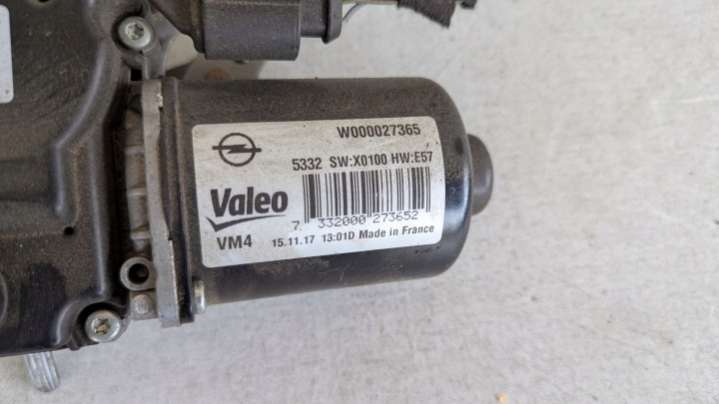 W000027365
5332 SW:X0100 HW:E57
Valeo
7 332000 273652
VM4 15.11.17 13:01D Made in France